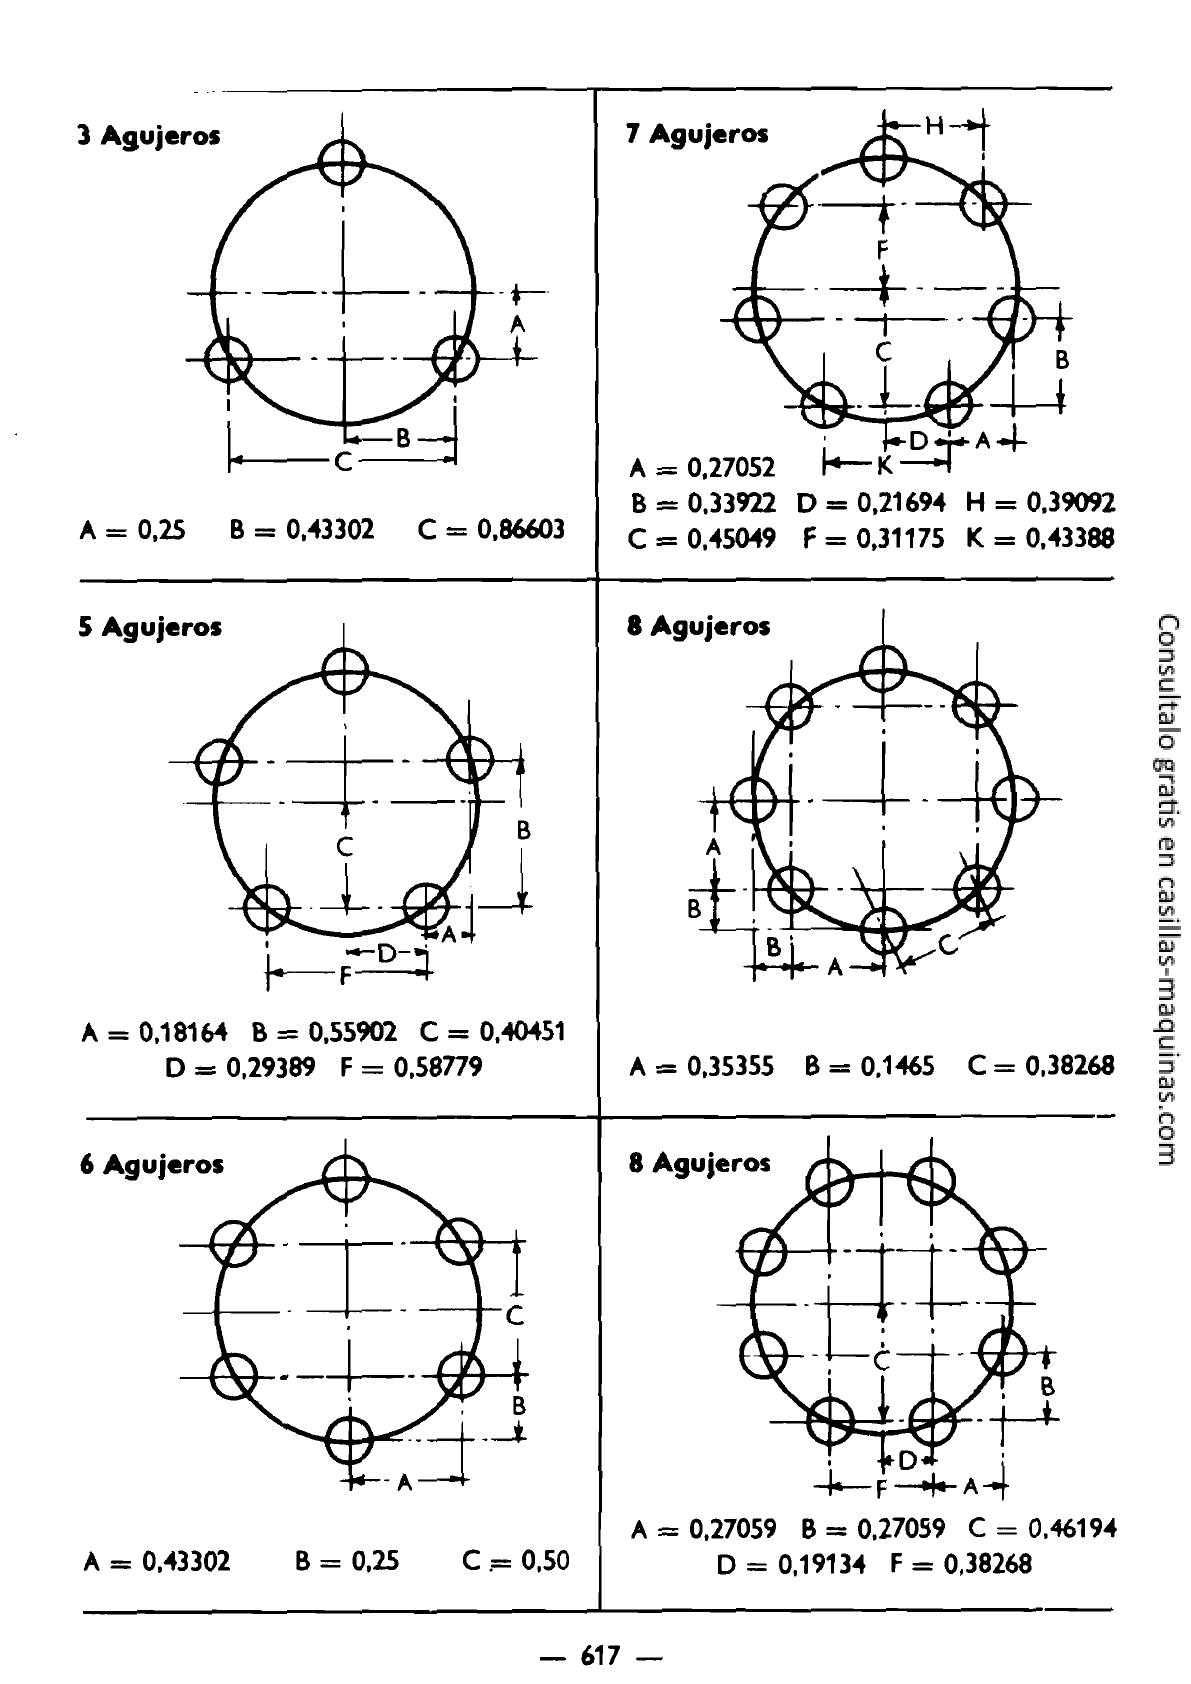 3 Agujeros
A
B
C
A = 0,25 B = 0,43302 C = 0,86603
7 Agujeros
H
F
C
B
D A
K
A = 0,27052
B = 0,33922 D = 0,21694 H = 0,39092
C = 0,45049 F = 0,31175 K = 0,43388
5 Agujeros
B
C
A
D
F
A = 0,18164 B = 0,55902 C = 0,40451
D = 0,29389 F = 0,58779
8 Agujeros
A
B
B A C
A = 0,35355 B = 0,1465 C = 0,38268
6 Agujeros
C
B
A
A = 0,43302 B = 0,25 C = 0,50
8 Agujeros
C
B
D
F A
A = 0,27059 B = 0,27059 C = 0,46194
D = 0,19134 F = 0,38268
— 617 —
Consultalo gratis en casillas-maquinas.com